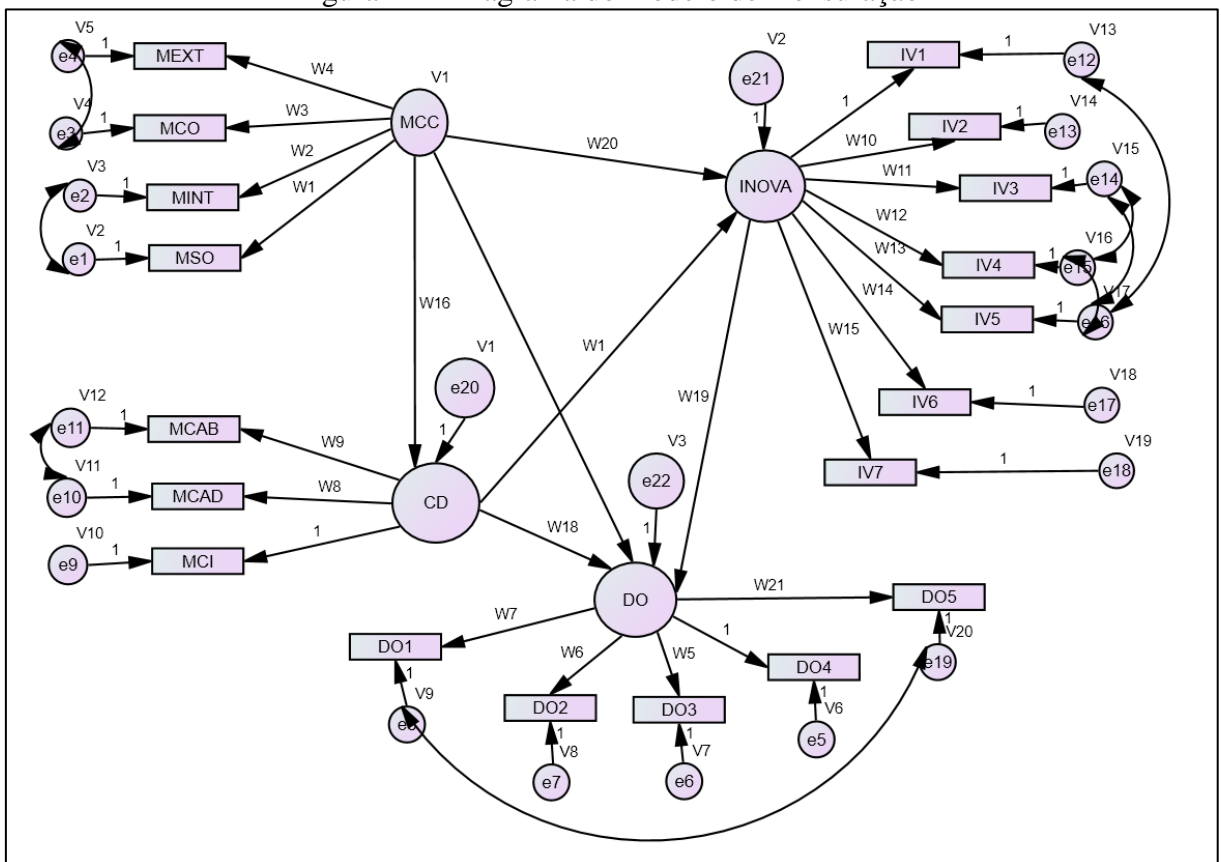 V5
e4
1
MEXT
W4
V1
V4
e3
1
MCO
W3
MCC
V3
e2
1
MINT
W2
V2
e1
1
MSO
W1
W20
V2
e21
1
INOVA
1
IV1
1
V13
e12
W10
IV2
1
V14
e13
W11
IV3
1
V15
e14
W12
IV4
1
V16
e15
W13
IV5
1
V17
W14
IV6
1
V18
e17
W15
IV7
1
V19
e18
W16
W1
W19
V1
e20
1
V12
e11
1
MCAB
W9
V11
e10
1
MCAD
W8
CD
V10
e9
1
MCI
1
W18
V3
e22
1
DO
W21
DO5
1
V20
e19
W7
DO1
1
V9
W6
DO2
1
V8
e7
W5
DO3
1
V7
e6
1
DO4
1
V6
e5